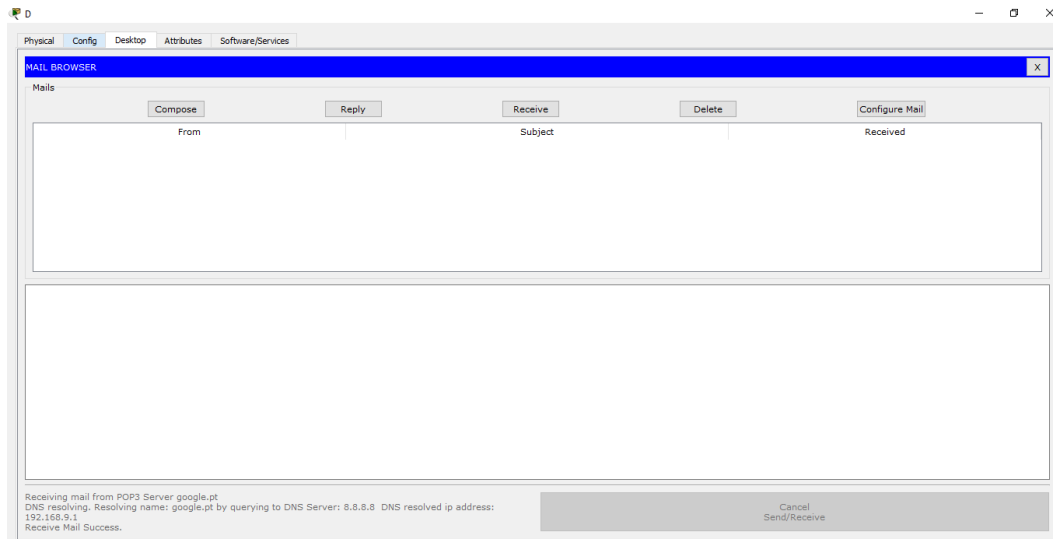 D
Physical Config Desktop Attributes Software/Services
MAIL BROWSER X
Mails
Compose Reply Receive Delete Configure Mail
From Subject Received
Receiving mail from POP3 Server google.pt
DNS resolving. Resolving name: google.pt by querying to DNS Server: 8.8.8.8 DNS resolved ip address:
192.168.9.1
Receive Mail Success.
Cancel
Send/Receive